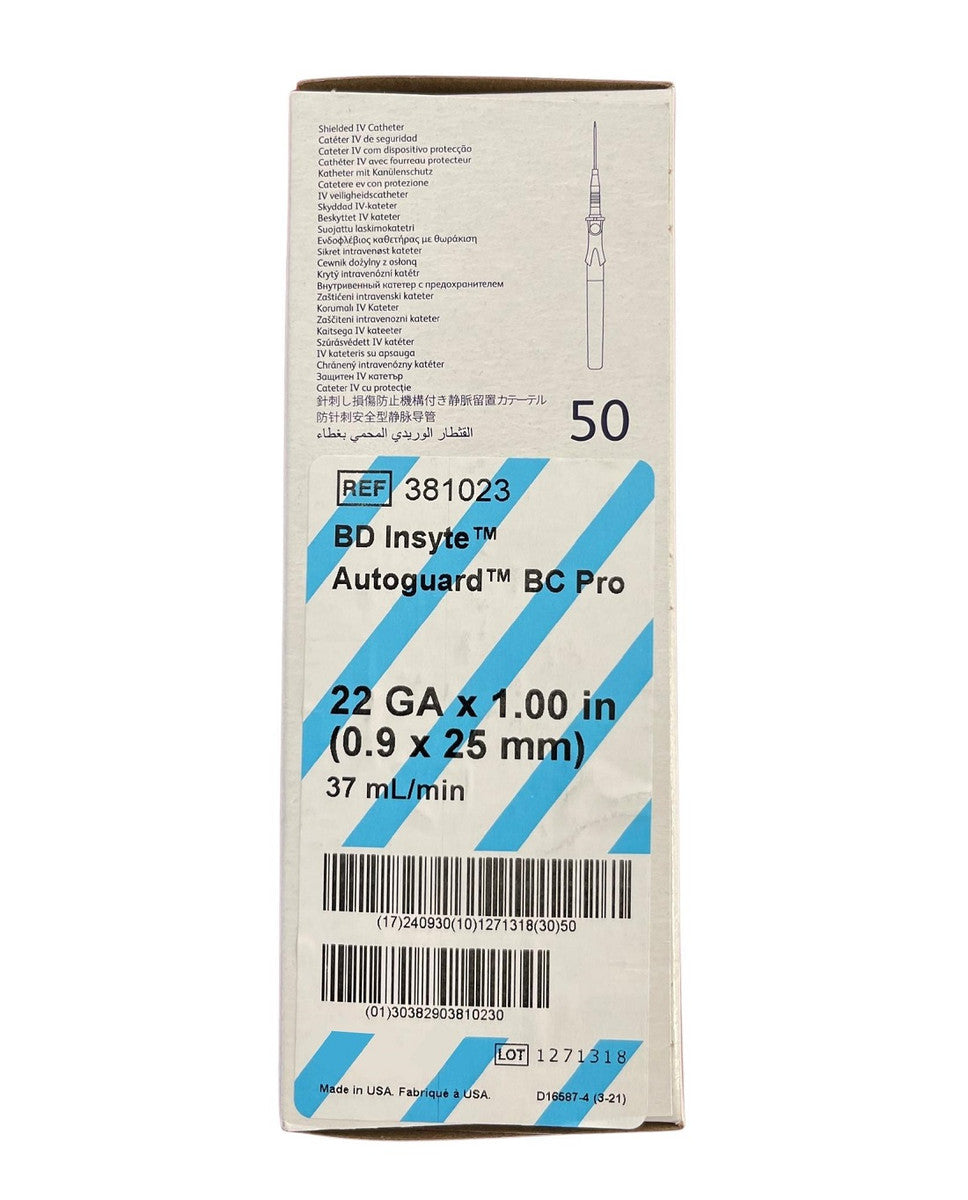 Shielded IV Catheter
Catéter IV de seguridad
Cateter IV com dispositivo protecção
Cathéter IV avec fourreau protecteur
Katheter mit Kanülenschutz
Catetere ev con protezione
IV veiligheidscatheter
Skyddad IV-kateter
Beskyttet IV kateter
Suojattu laskimokatetri
Ενδοφλέβιος καθετήρας με θωράκιση
Sikret intravenøst kateter
Cewnik dożylny z osłoną
Krytý intravenózní katétr
Внутривенный катетер с предохранителем
Zaštićeni intravenski kateter
Korumalı IV Kateter
Zaščiteni intravenozni kateter
Kaitsega IV kateeter
Szúrásvédett IV katéter
IV kateteris su apsauga
Chránený intravenózny katéter
Защитен IV катетър
Cateter IV cu protecție
針刺し損傷防止機構付き静脈留置カテーテル
防针刺安全型静脉导管
القثطار الوريدي المحمي بغطاء
50
REF 381023
BD Insyte™
Autoguard™ BC Pro
22 GA x 1.00 in
(0.9 x 25 mm)
37 mL/min
(17)240930(10)1271318(30)50
(01)30382903810230
LOT 1271318
Made in USA. Fabriqué à USA.
D16587-4 (3-21)